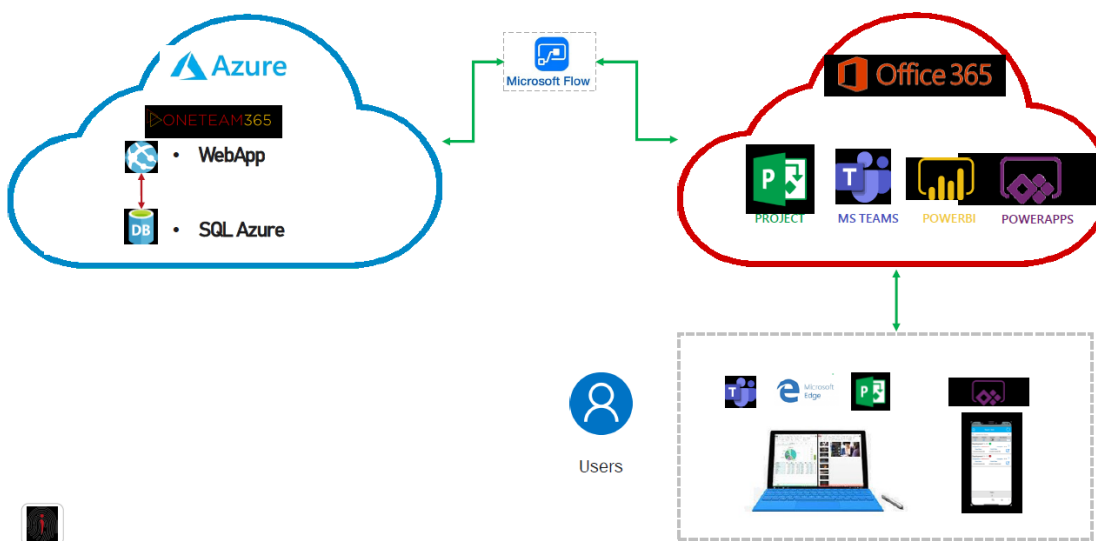 Azure
ONETEAM365
• WebApp
DB
• SQL Azure
Microsoft Flow
Office 365
P
T
PROJECT
MS TEAMS
POWERBI
POWERAPPS
Users
T
Microsoft
Edge
P